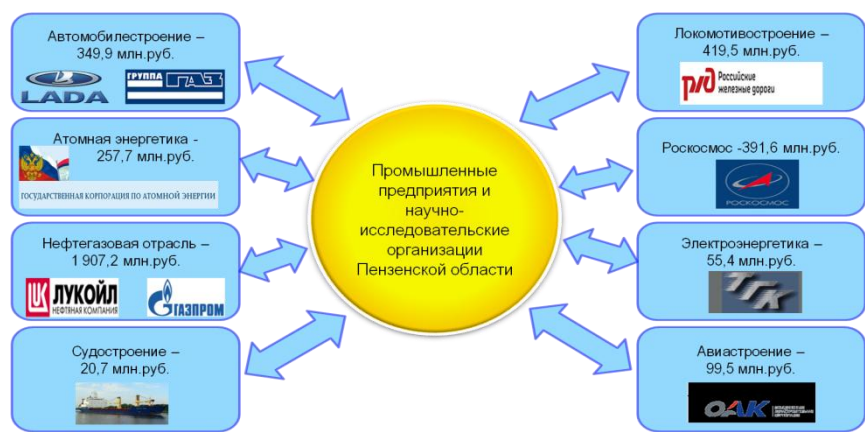 Автомобилестроение –
349,9 млн.руб.
LADA
ГРУППА ГАЗ
Атомная энергетика -
257,7 млн.руб.
ГОСУДАРСТВЕННАЯ КОРПОРАЦИЯ ПО АТОМНОЙ ЭНЕРГИИ
Нефтегазовая отрасль –
1 907,2 млн.руб.
ЛУКОЙЛ
НЕФТЯНАЯ КОМПАНИЯ
ГАЗПРОМ
Судостроение –
20,7 млн.руб.
Промышленные
предприятия и
научно-
исследовательские
организации
Пензенской области
Локомотивостроение –
419,5 млн.руб.
ржд Российские
железные дороги
Роскосмос -391,6 млн.руб.
РОСКОСМОС
Электроэнергетика –
55,4 млн.руб.
ТГК
Авиастроение –
99,5 млн.руб.
ОАК